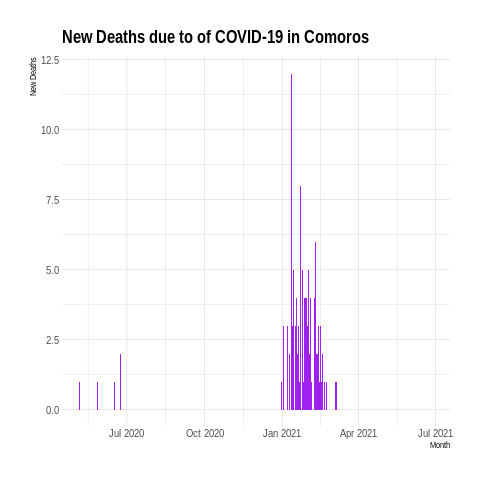 New Deaths due to of COVID-19 in Comoros
New Deaths
12.5
10.0
7.5
5.0
2.5
0.0
Jul 2020 Oct 2020 Jan 2021 Apr 2021 Jul 2021
Month